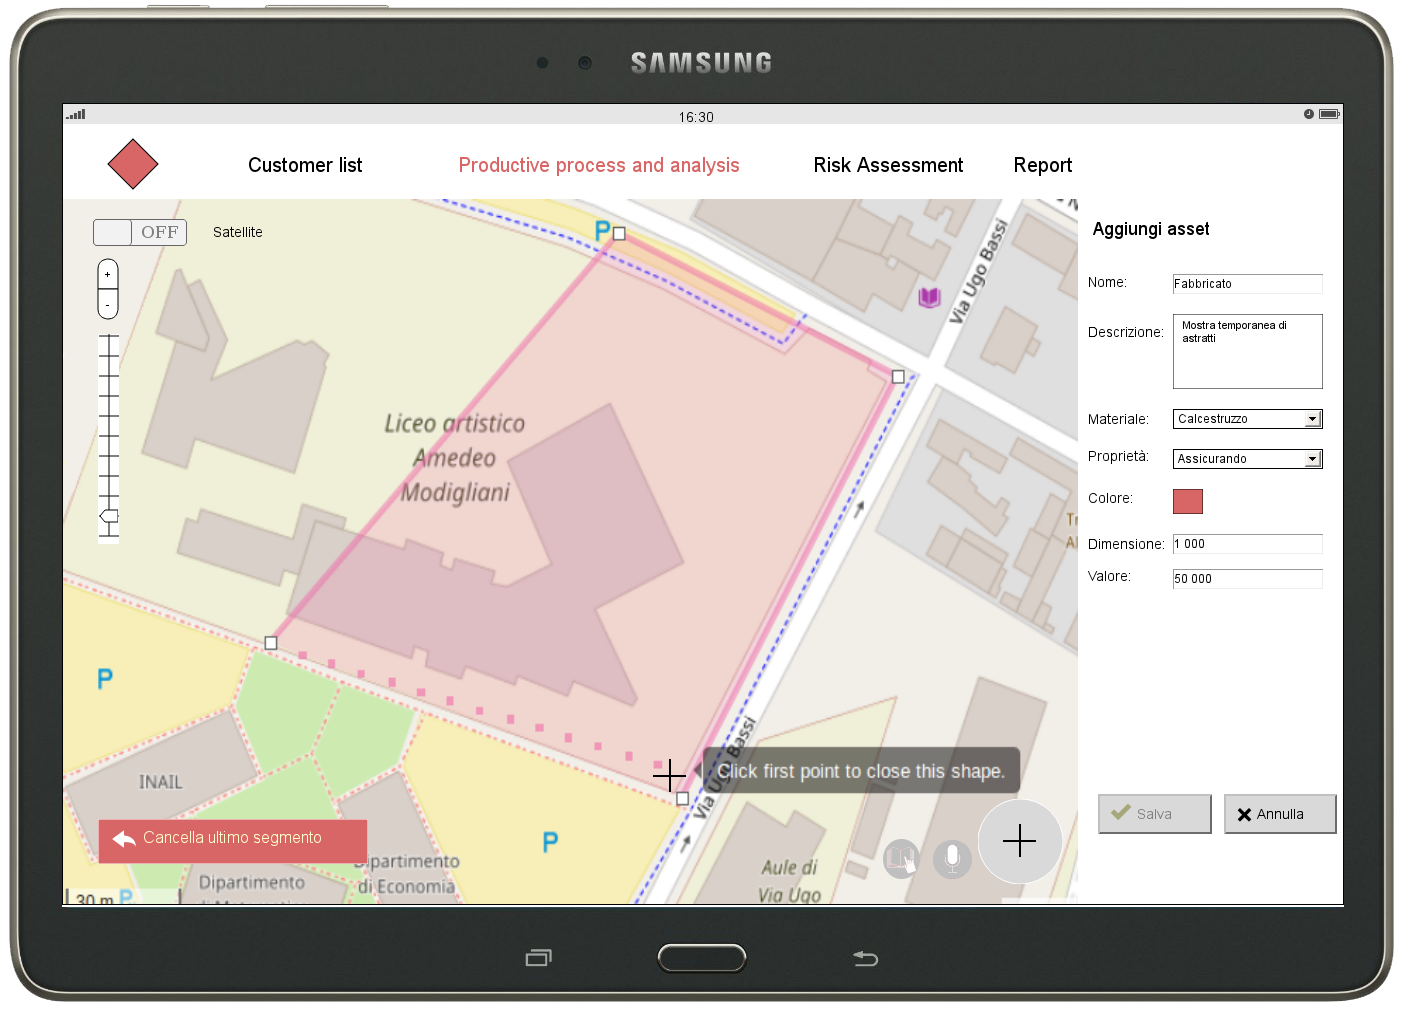 SAMSUNG
16:30
Customer list
Productive process and analysis
Risk Assessment
Report
OFF
Satellite
+
-
P
Via Ugo Bassi
Liceo artistico
Amedeo
Modigliani
P
INAIL
Via Ugo Bassi
Click first point to close this shape.
Cancella ultimo segmento
P
Dipartimento
di Economia
Dipartimento
P
30 m
Aule di
Via Ugo
Aggiungi asset
Nome:
Fabbricato
Descrizione:
Mostra temporanea di
astratti
Materiale:
Calcestruzzo
Proprietà:
Assicurando
Colore:
Dimensione:
1 000
Valore:
50 000
Salva
Annulla